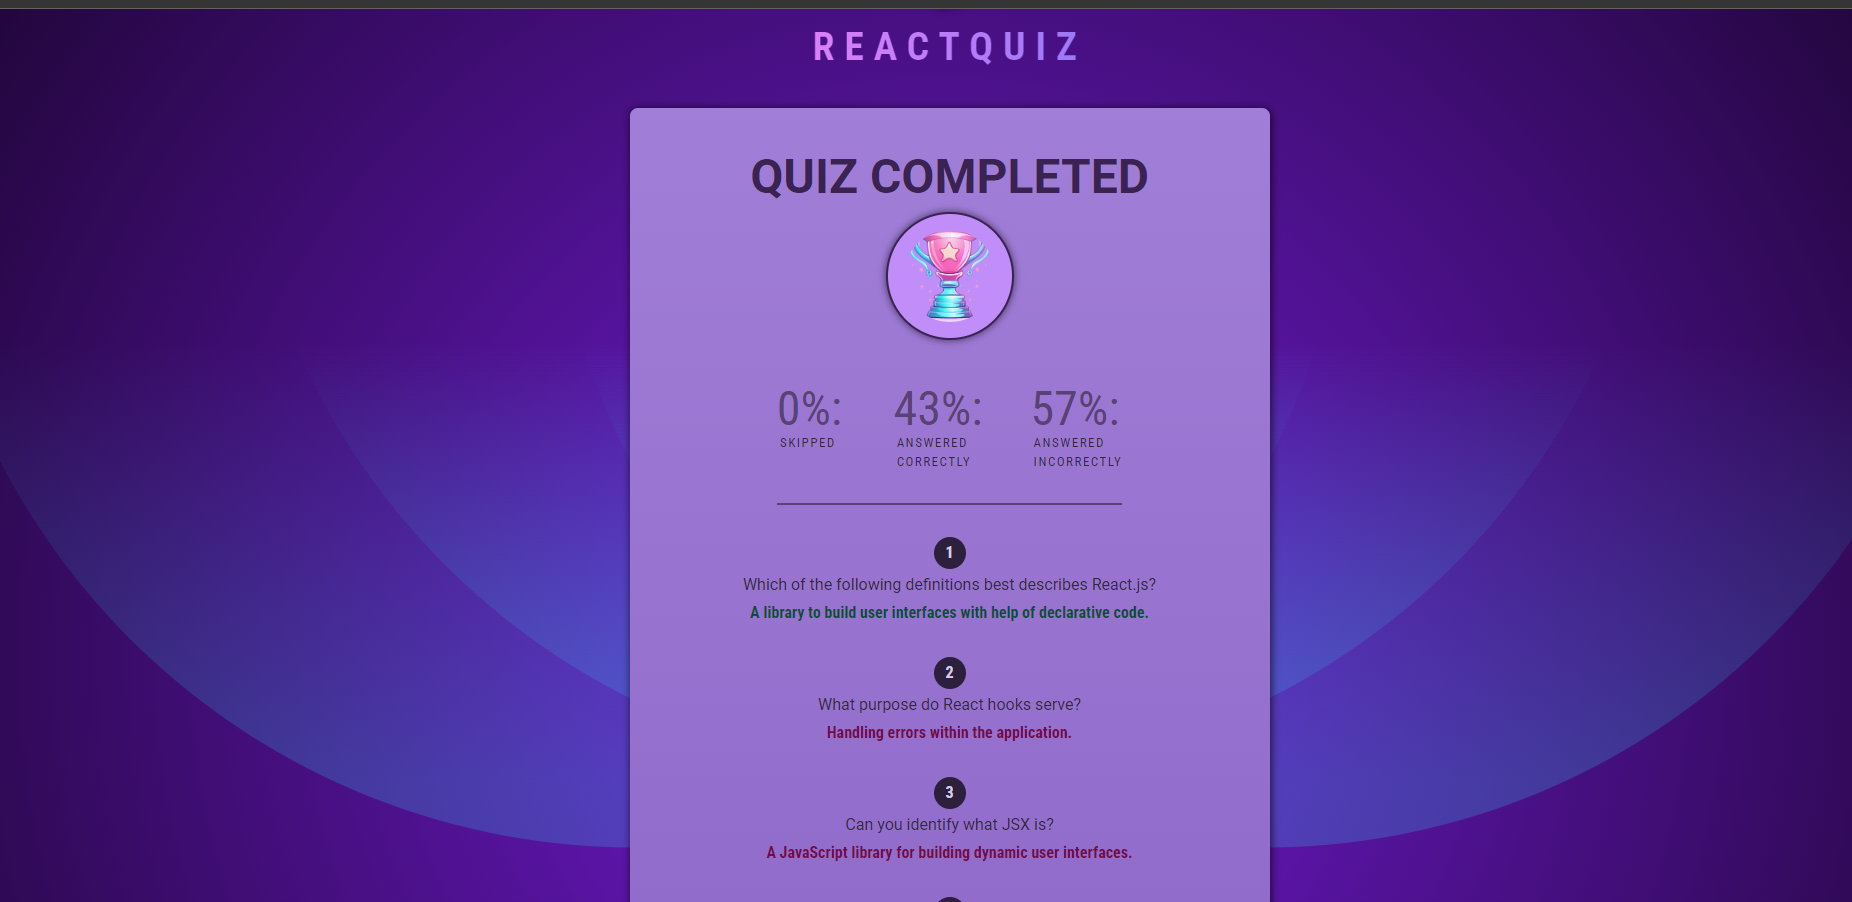 REACTQUIZ
QUIZ COMPLETED
0%: 43%: 57%:
SKIPPED ANSWERED ANSWERED
CORRECTLY INCORRECTLY
1
Which of the following definitions best describes React.js?
A library to build user interfaces with help of declarative code.
2
What purpose do React hooks serve?
Handling errors within the application.
3
Can you identify what JSX is?
A JavaScript library for building dynamic user interfaces.